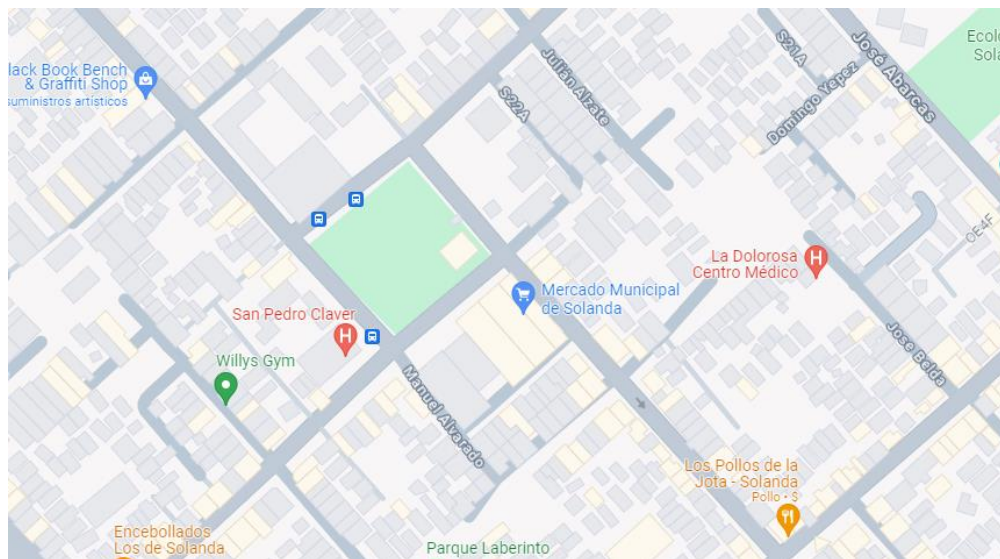 lack Book Bench
& Graffiti Shop
suministros artísticos
Julián Alzate
S22A
S21A
Domingo Yepez
José Abarcas
Ecolo
Sola
OE4F
La Dolorosa
Centro Médico
Mercado Municipal
de Solanda
San Pedro Claver
Willys Gym
Manuel Alvarado
Jose Belda
Los Pollos de la
Jota - Solanda
Pollo • $
Encebollados
Los de Solanda
Parque Laberinto